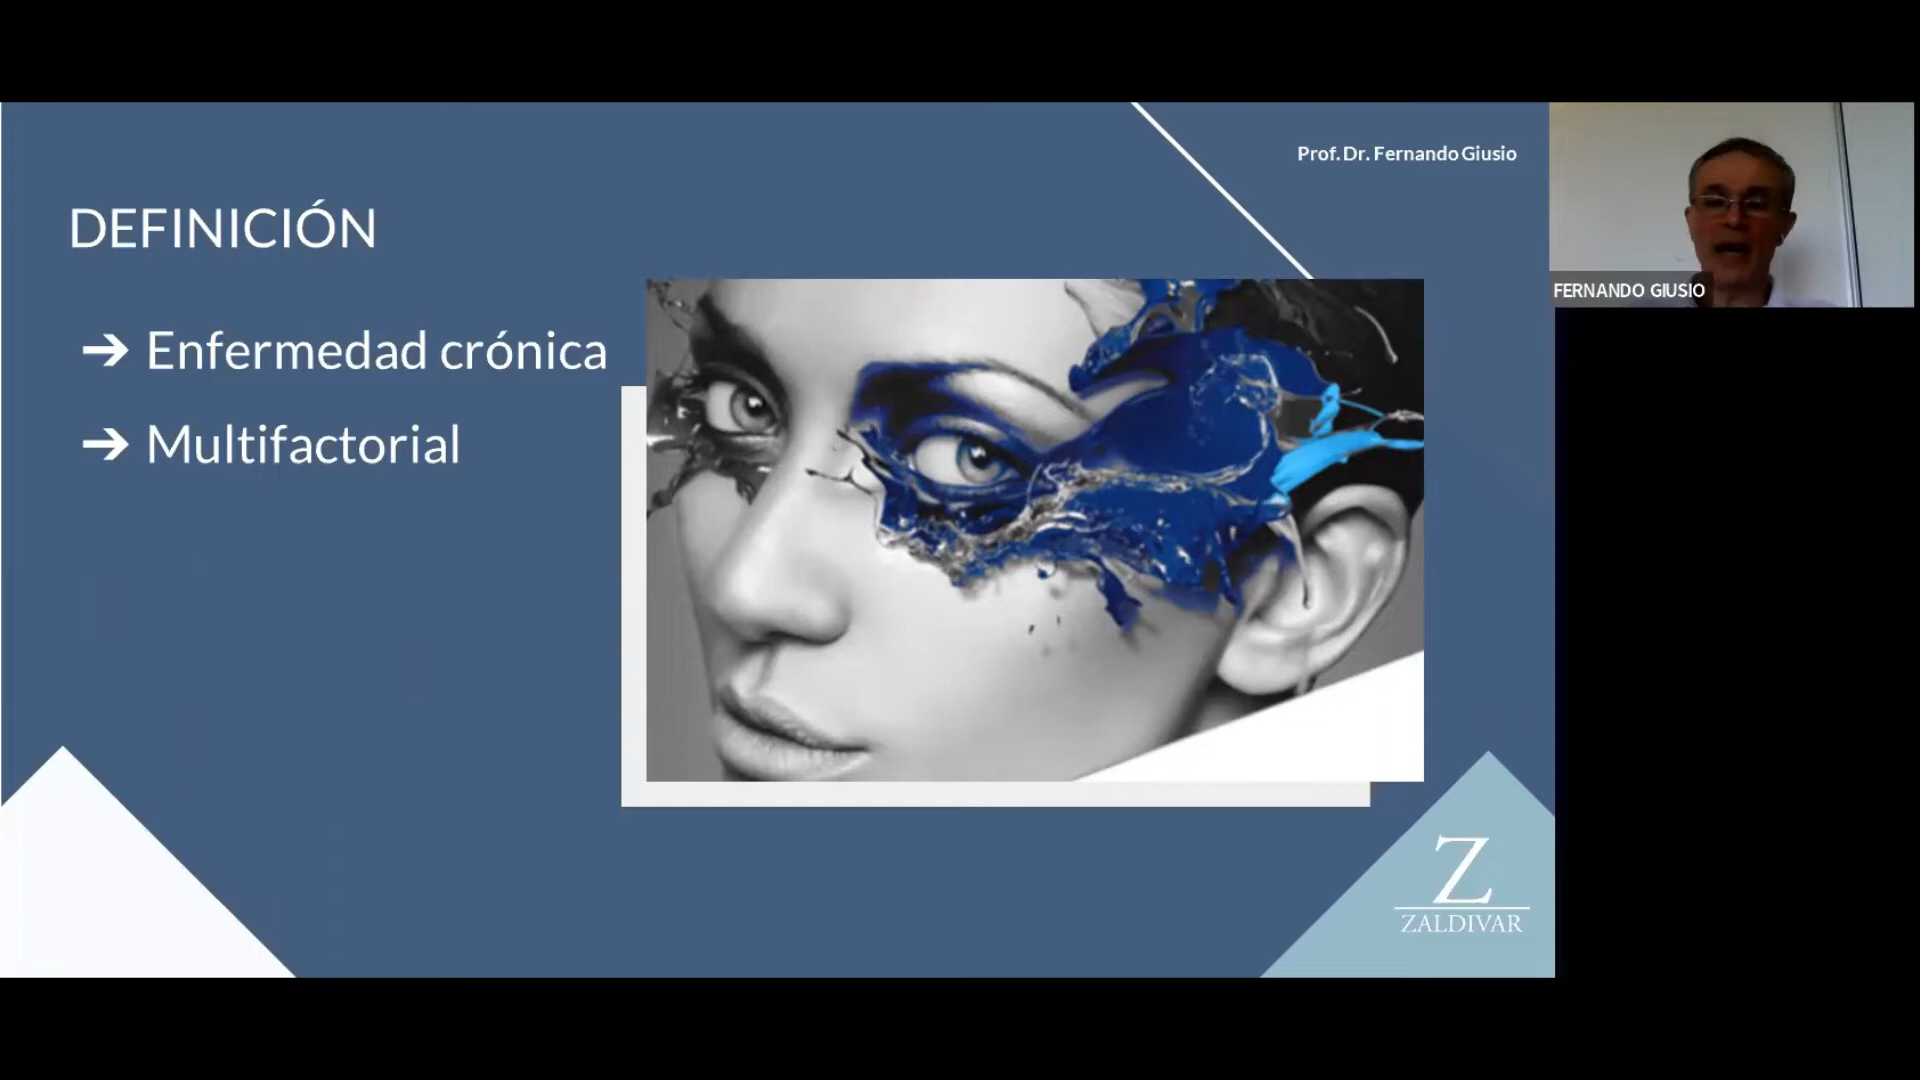 Prof. Dr. Fernando Giusio
DEFINICIÓN
➔ Enfermedad crónica
➔ Multifactorial
FERNANDO GIUSIO
Z
ZALDIVAR